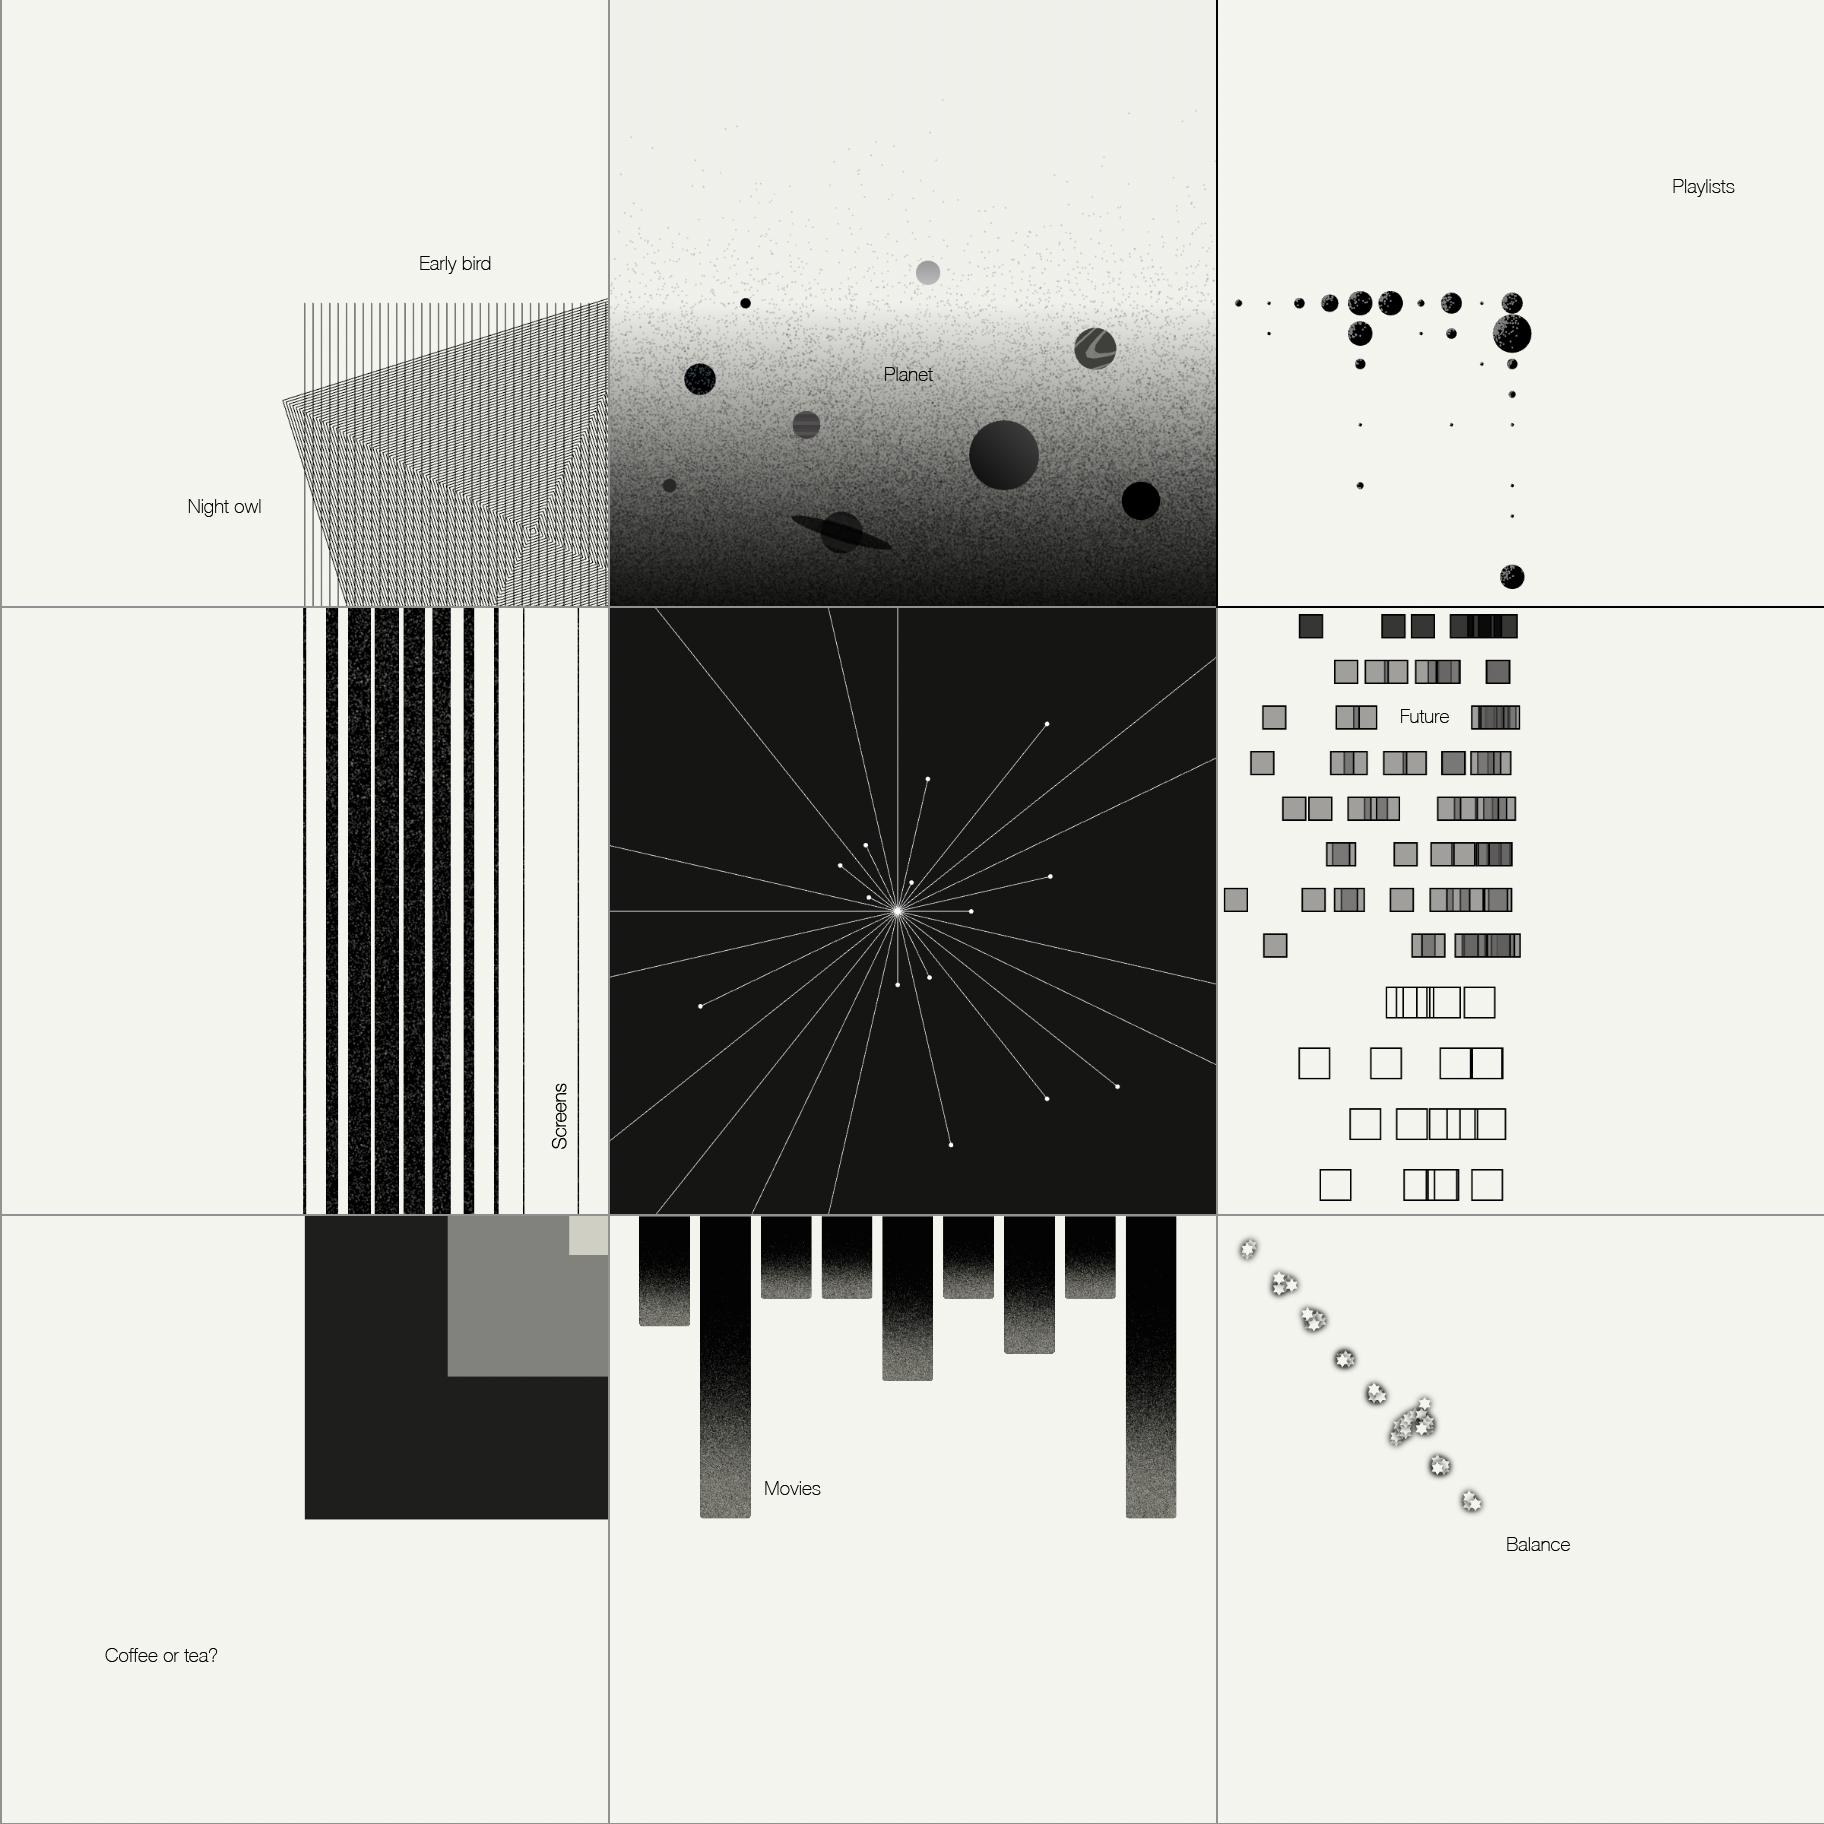 Early bird
Night owl
Planet
Playlists
Screens
Future
Coffee or tea?
Movies
Balance